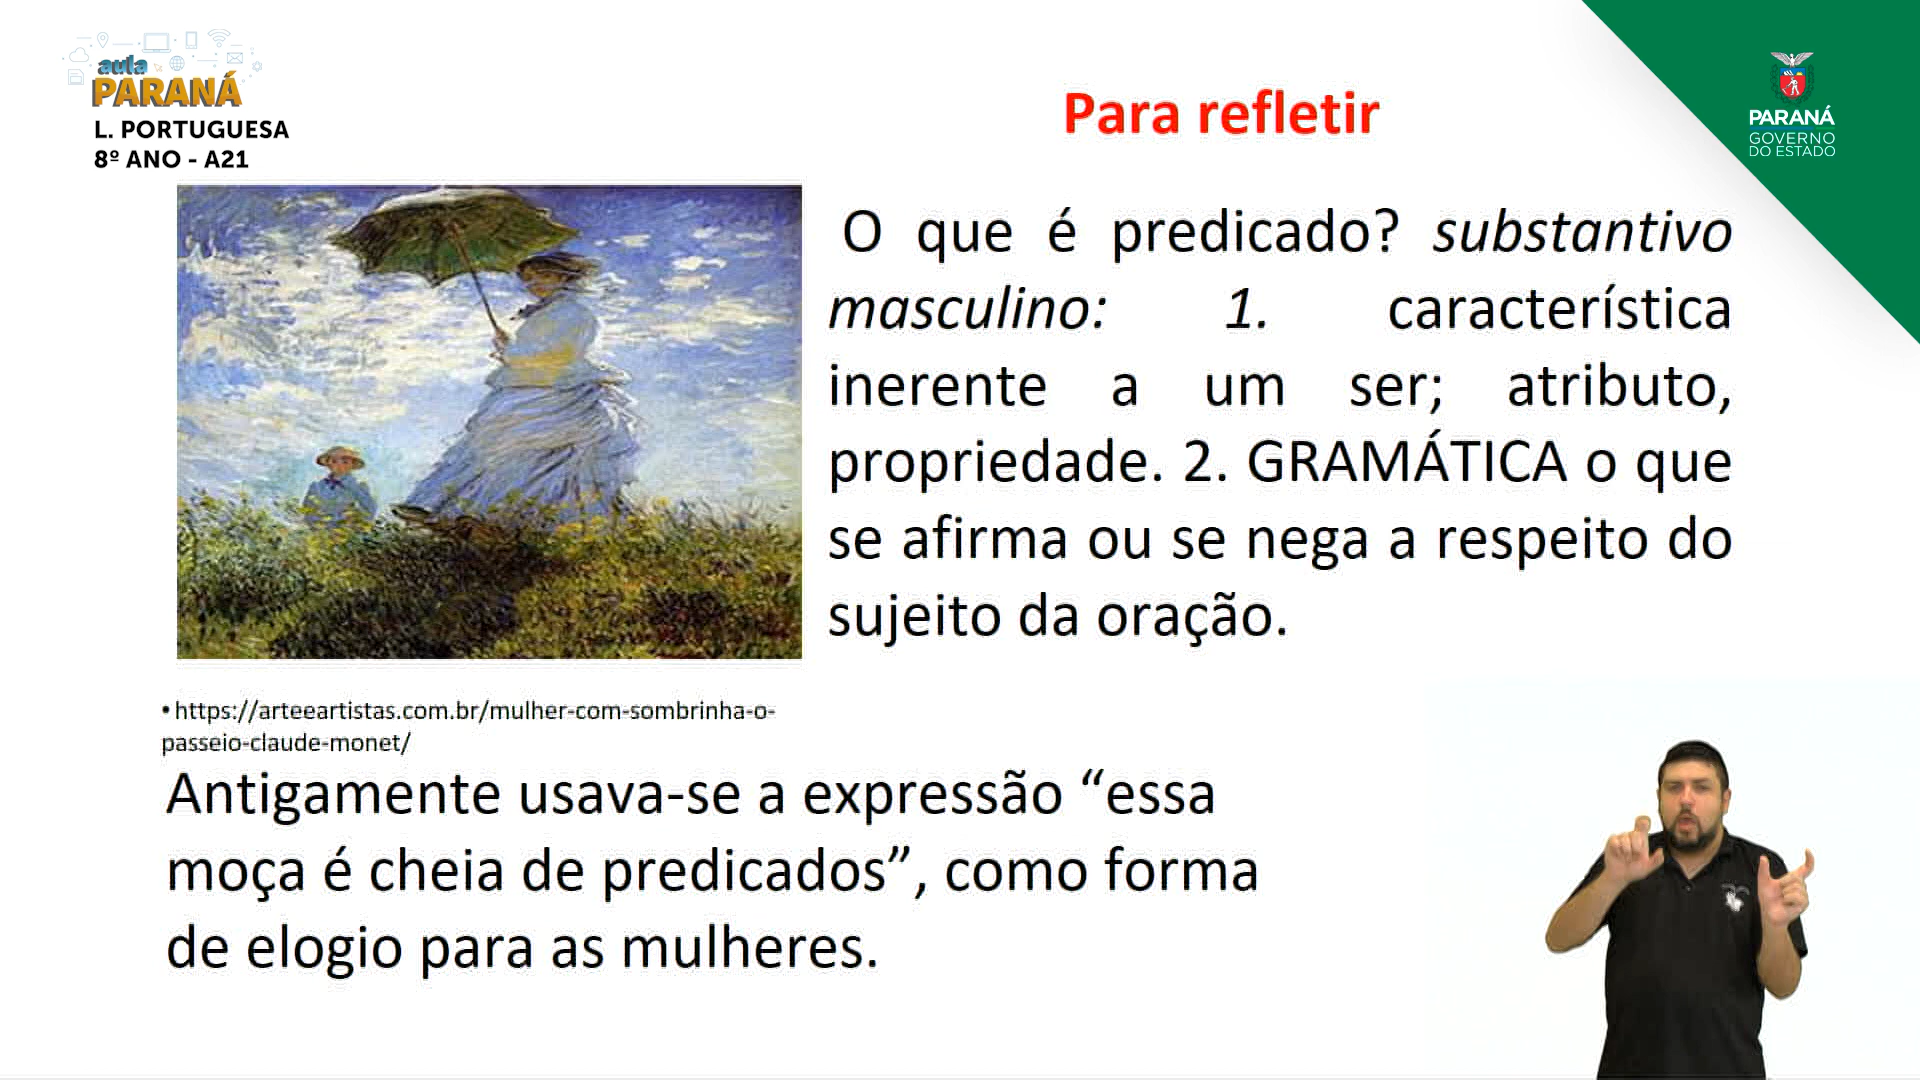 aula
PARANÁ
L. PORTUGUESA
8º ANO - A21
Para refletir
PARANÁ
GOVERNO
DO ESTADO
O que é predicado? substantivo
masculino: 1. característica
inerente a um ser; atributo,
propriedade. 2. GRAMÁTICA o que
se afirma ou se nega a respeito do
sujeito da oração.
•https://arteeartistas.com.br/mulher-com-sombrinha-o-
passeio-claude-monet/
Antigamente usava-se a expressão “essa
moça é cheia de predicados”, como forma
de elogio para as mulheres.